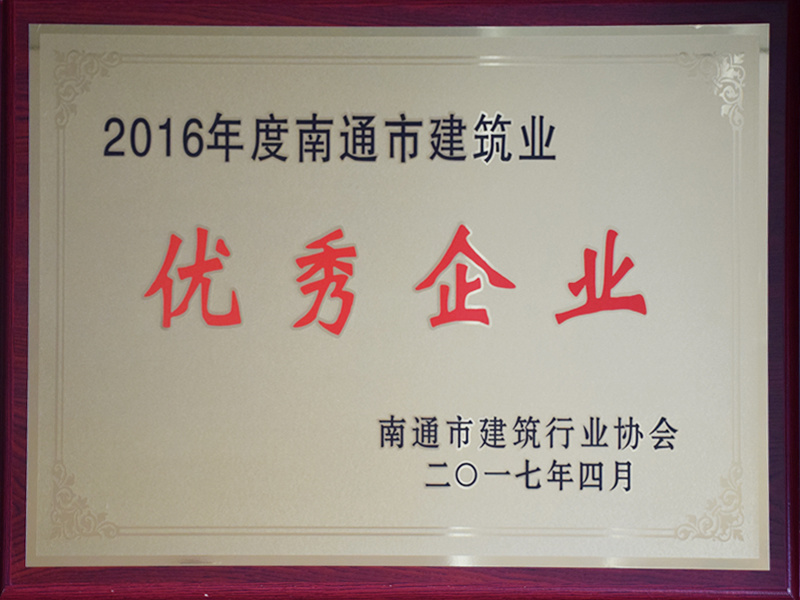 2016年度南通市建筑业
优秀企业
南通市建筑行业协会
二〇一七年四月